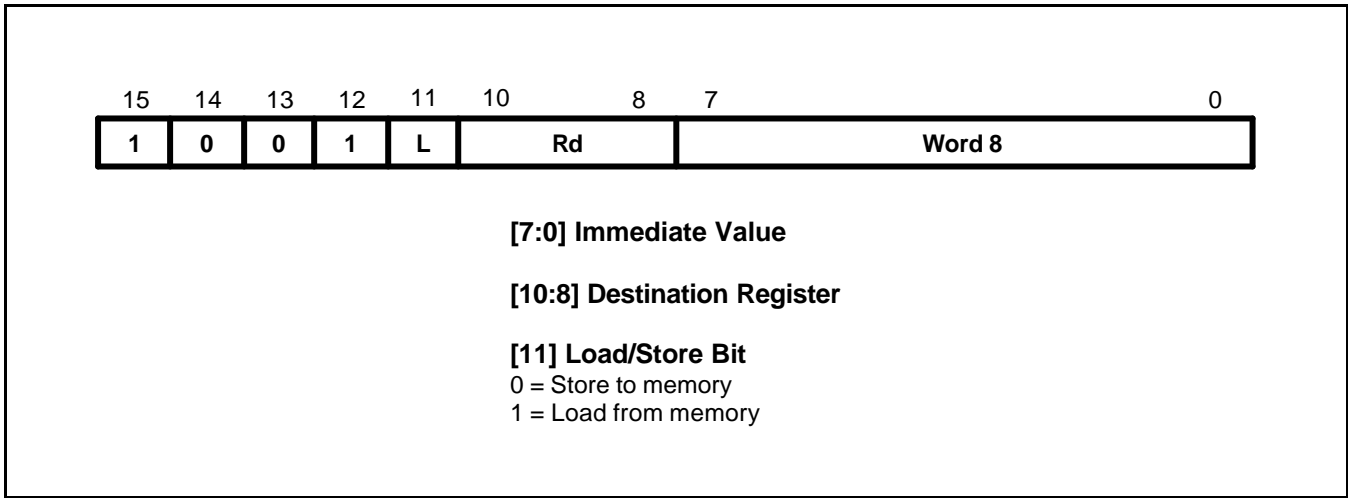 15 14 13 12 11 10 8 7 0
1 0 0 1 L Rd Word 8
[7:0] Immediate Value
[10:8] Destination Register
[11] Load/Store Bit
0 = Store to memory
1 = Load from memory